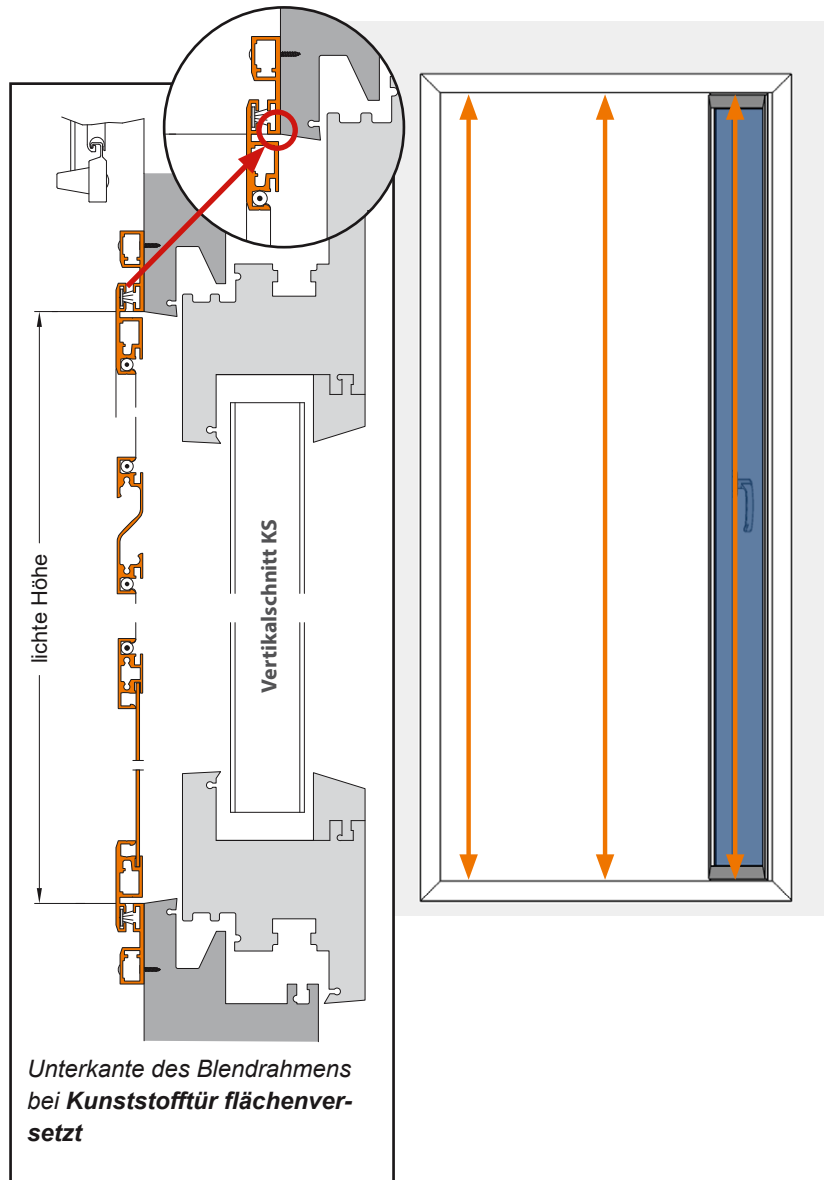 lichte Höhe
Vertikalschnitt KS
Unterkante des Blendrahmens
bei Kunststofftür flächenver-
setzt